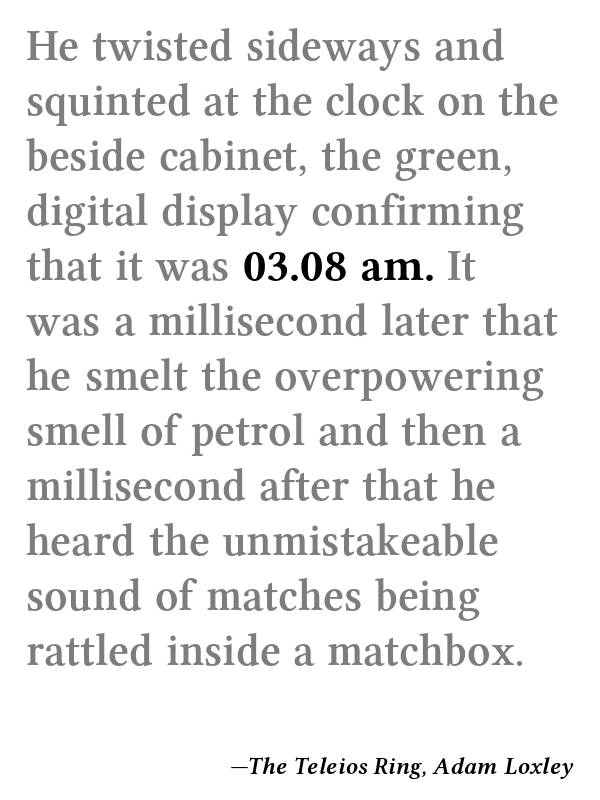 He twisted sideways and
squinted at the clock on the
beside cabinet, the green,
digital display confirming
that it was 03.08 am. It
was a millisecond later that
he smelt the overpowering
smell of petrol and then a
millisecond after that he
heard the unmistakeable
sound of matches being
rattled inside a matchbox.
—The Teleios Ring, Adam Loxley